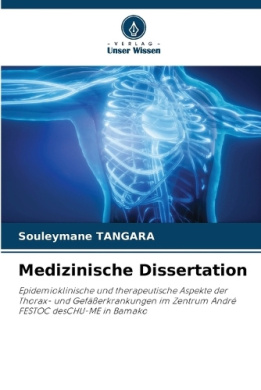 - VERLAG -
Unser Wissen
Souleymane TANGARA
Medizinische Dissertation
Epidemioklinische und therapeutische Aspekte der
Thorax- und Gefäßerkrankungen im Zentrum André
FESTOC desCHU-ME in Bamako